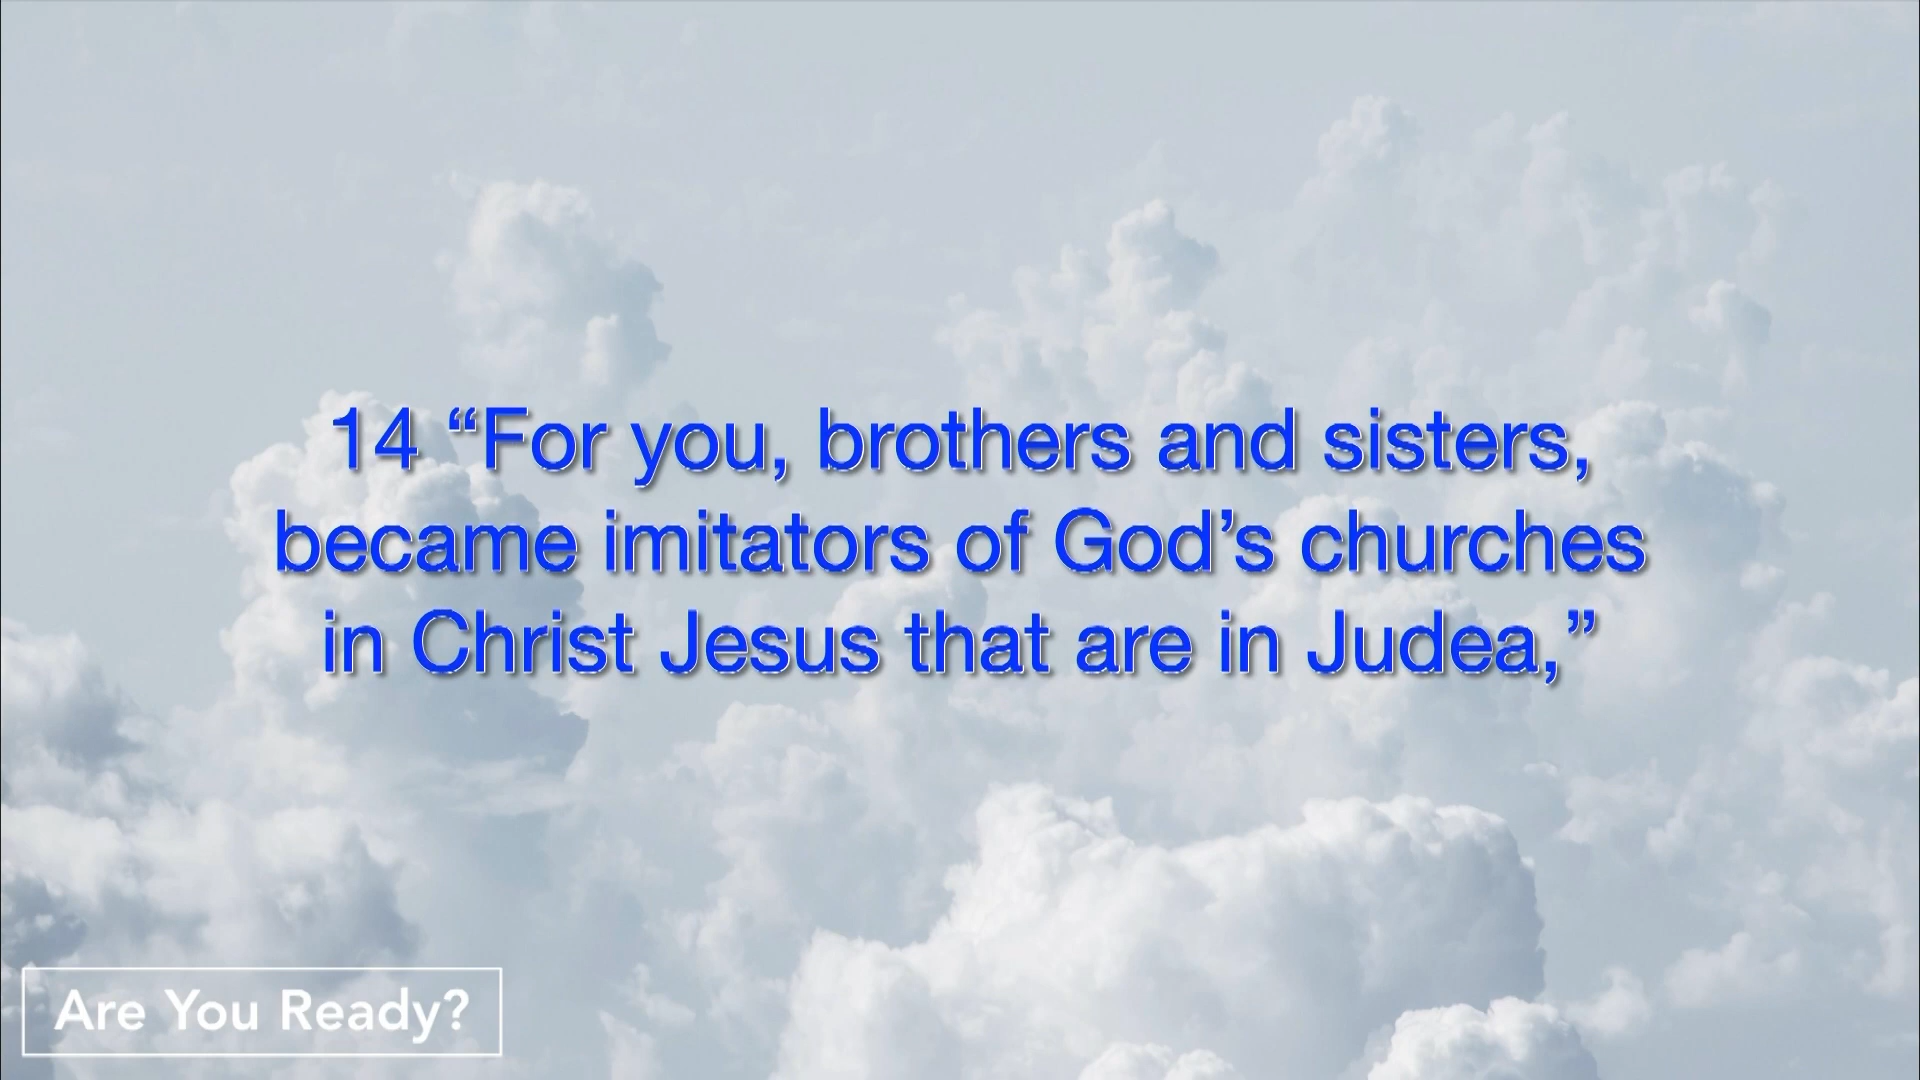 14 “For you, brothers and sisters,
became imitators of God’s churches
in Christ Jesus that are in Judea,”
Are You Ready?